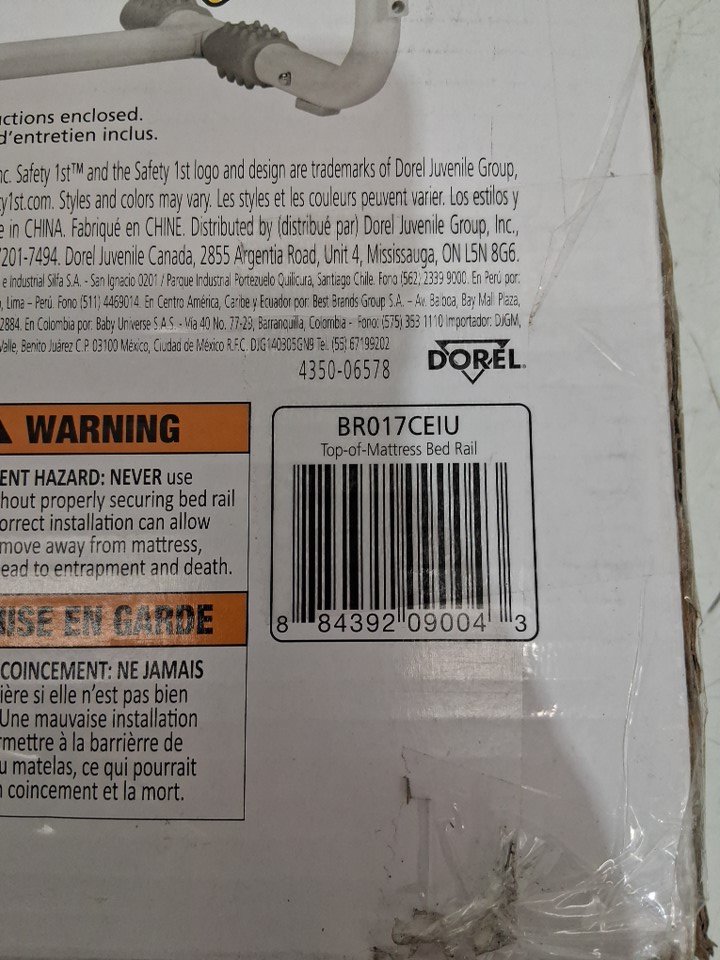 ctions enclosed.
d'entretien inclus.
nc. Safety 1st™ and the Safety 1st logo and design are trademarks of Dorel Juvenile Group,
y1st.com. Styles and colors may vary. Les styles et les couleurs peuvent varier. Los estilos y
e in CHINA. Fabriqué en CHINE. Distributed by (distribué par) Dorel Juvenile Group, Inc.,
7201-7494. Dorel Juvenile Canada, 2855 Argentia Road, Unit 4, Mississauga, ON L5N 8G6.
e Industrial Silfa S.A. - San Ignacio 0201 / Parque Industrial Portezuelo Quilicura, Santiago Chile. Fono (562) 2339 9000. En Perú por:
, Lima – Perú. Fono (511) 4469014. En Centro América, Caribe y Ecuador por: Best Brands Group S.A. – Av. Balboa, Bay Mall Plaza,
2884. En Colombia por: Baby Universe S.A.S. - Vía 40 No. 77-29, Barranquilla, Colombia - Fono: (575) 353 1110 Importador: DJGM,
Valle, Benito Juárez C.P. 03100 México, Ciudad de México R.F.C. DJG140305GN9 Te. (55) 67199202
4350-06578
DOREL
WARNING
ENT HAZARD: NEVER use
hout properly securing bed rail
orrect installation can allow
move away from mattress,
ead to entrapment and death.
MISE EN GARDE
COINCEMENT: NE JAMAIS
ière si elle n'est pas bien
Une mauvaise installation
rmettre à la barrièrre de
u matelas, ce qui pourrait
n coincement et la mort.
BR017CEIU
Top-of-Mattress Bed Rail
8 84392 09004 3